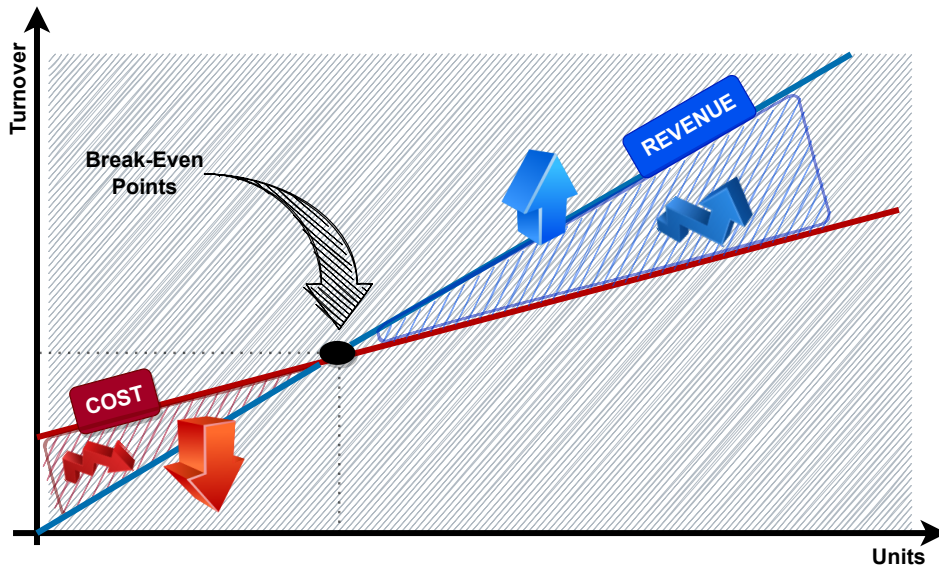 Turnover
Break-Even
Points
REVENUE
COST
Units